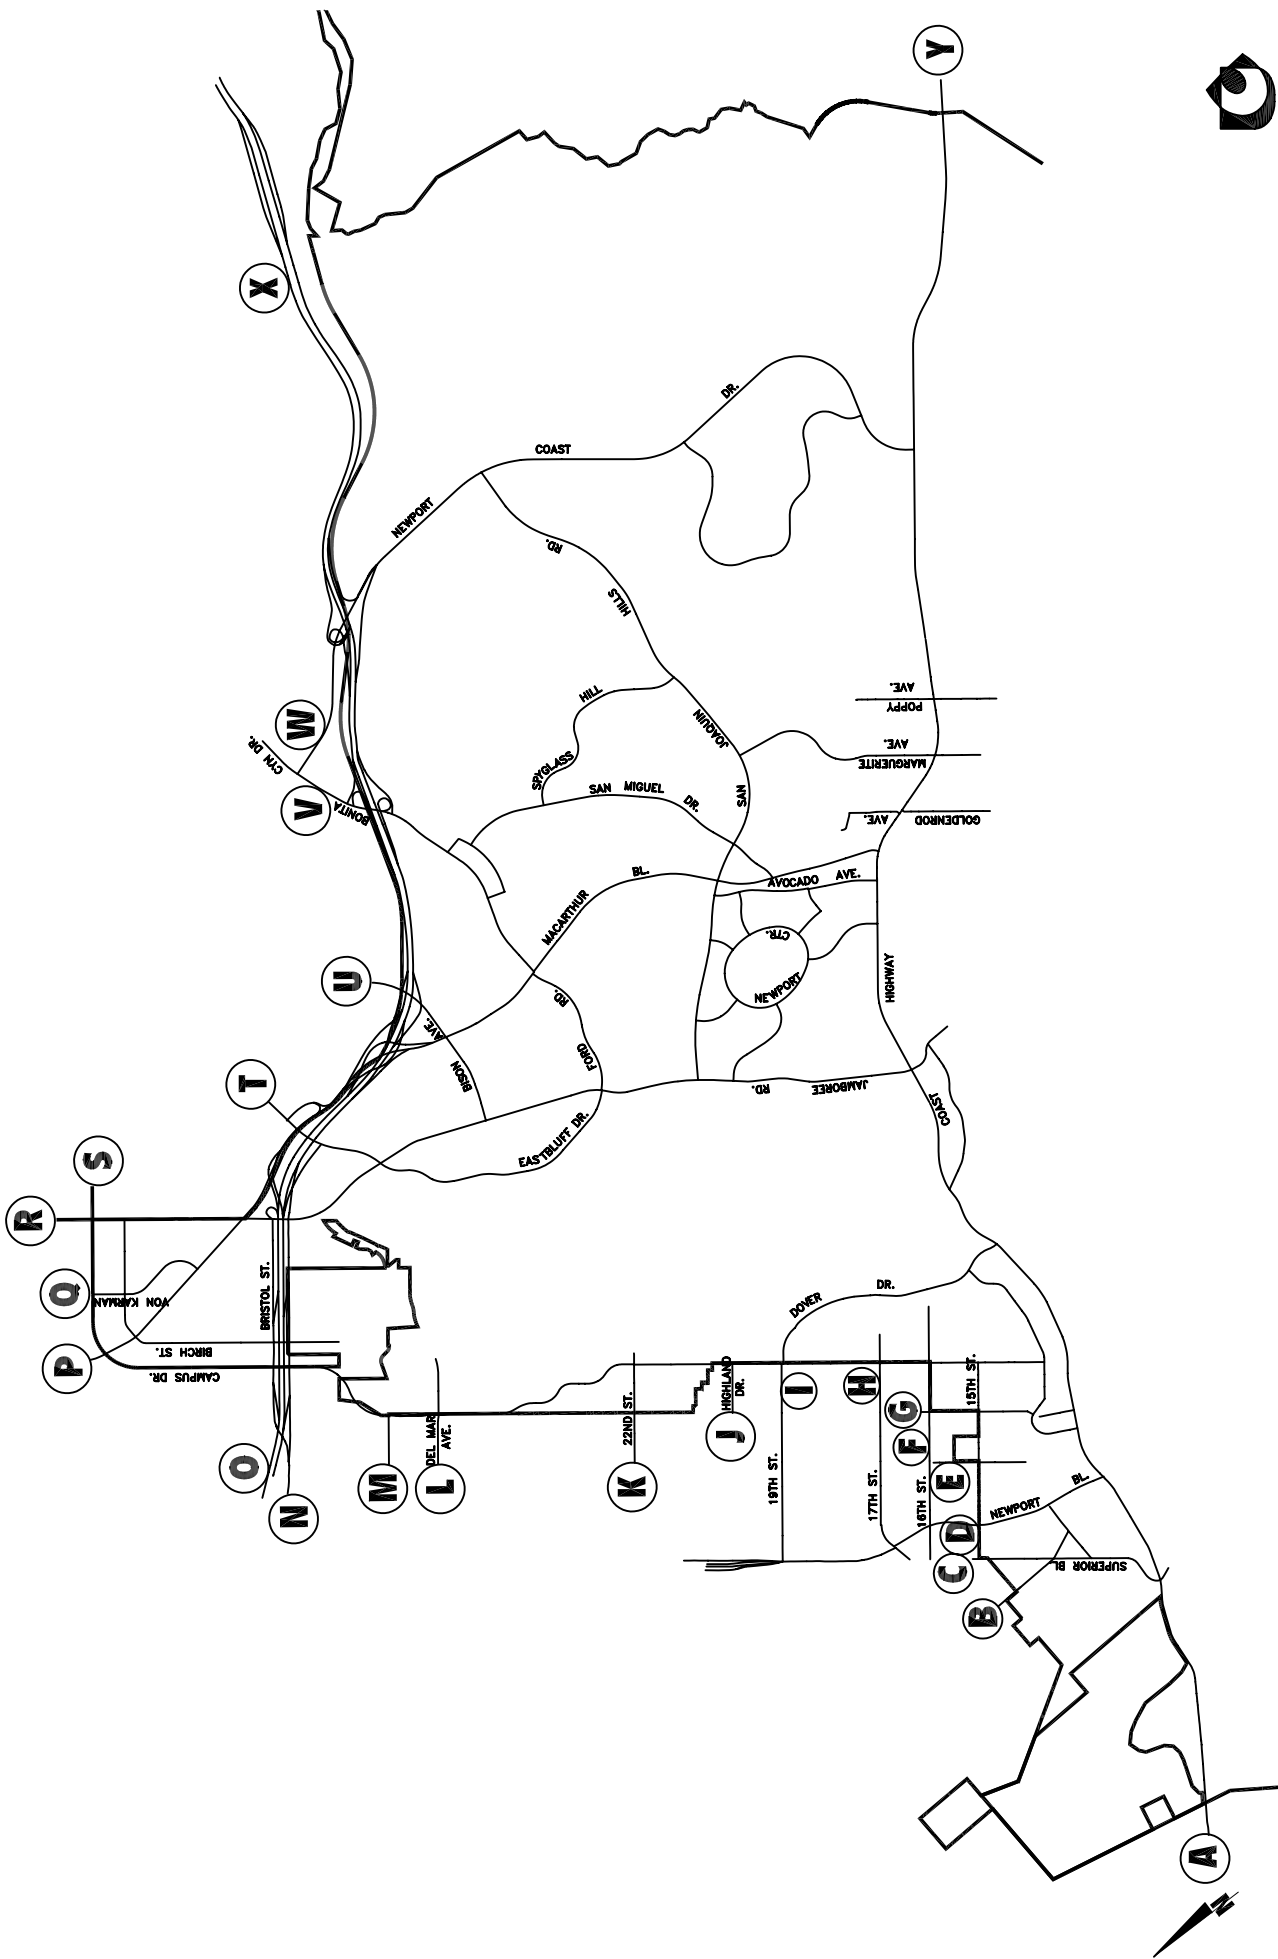 Y
X
DR.
COAST
NEWPORT
RD.
HILLS
HILL
AVE.
POPPY
W
CYN DR.
JOAQUIN
AVE.
MARGUERITE
SPYGLASS
V
BONITA
SAN MIGUEL
DR.
SAN
AVE.
GOLDENROD
BL.
AVOCADO AVE.
MACARTHUR
CTR.
U
NEWPORT
HIGHWAY
RD.
AVE.
FORD
BISON
T
RD.
JAMBOREE
COAST
EASTBLUFF DR.
S
R
Q
VON KARMAN
BRISTOL ST.
DR.
DOVER
P
BIRCH ST.
CAMPUS DR.
15TH ST.
HIGHLAND
DR.
I
H
G
J
DEL MAR
AVE.
22ND ST.
F
O
M
L
K
19TH ST.
17TH ST.
16TH ST.
E
BL.
NEWPORT
N
D
C
SUPERIOR BL.
B
A
N